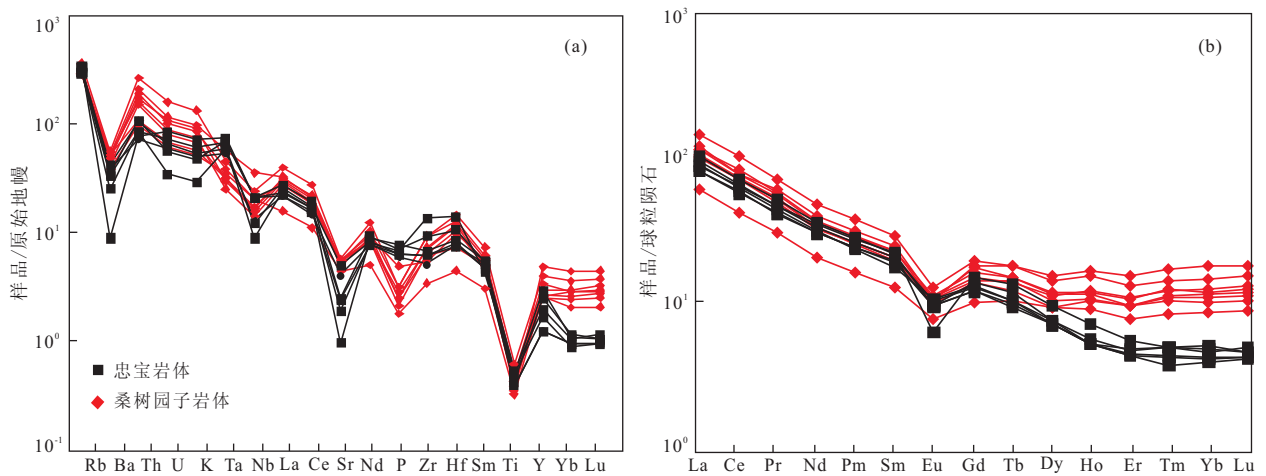 10³
10²
10¹
10⁰
10⁻¹
样品/原始地幔
(a)
忠宝岩体
桑树园子岩体
Rb Ba Th U K Ta Nb La Ce Sr Nd P Zr Hf Sm Ti Y Yb Lu
10³
10²
10¹
10⁰
样品/球粒陨石
(b)
La Ce Pr Nd Pm Sm Eu Gd Tb Dy Ho Er Tm Yb Lu